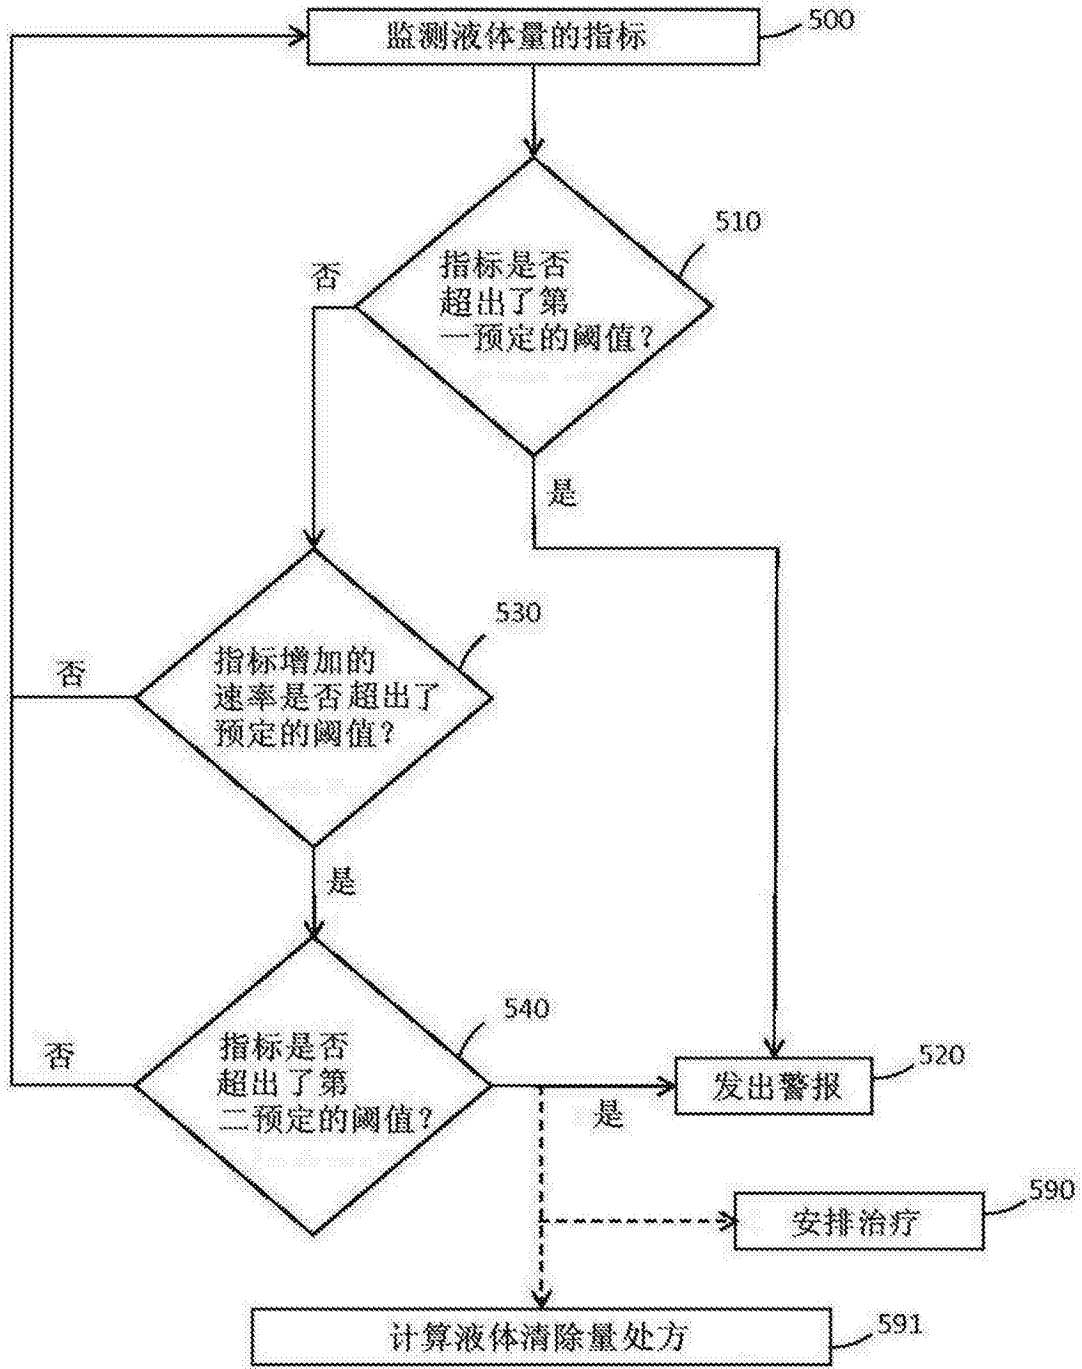 监测液体量的指标
500
510
指标是否
超出了第
一预定的阈值?
否
是
530
指标增加的
速率是否超出了
预定的阈值?
否
是
540
指标是否
超出了第
二预定的阈值?
否
是
520
发出警报
590
安排治疗
591
计算液体清除量处方